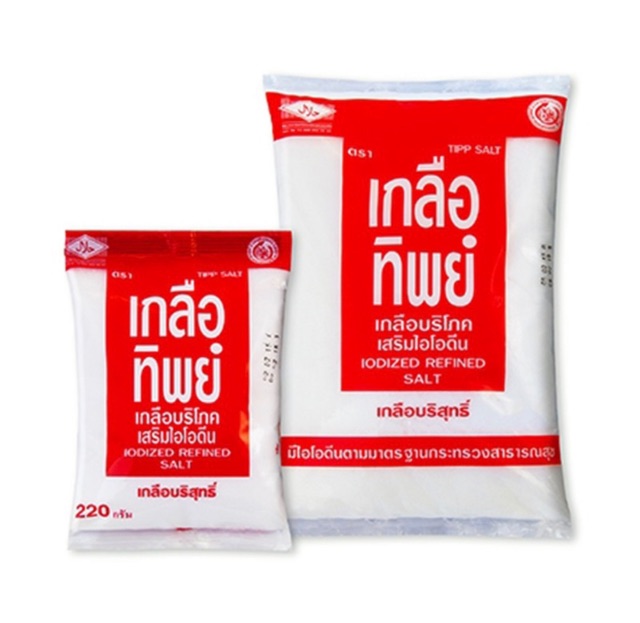 ตรา TIPP SALT
เกลือ
ทิพย์
เกลือบริโภค
เสริมไอโอดีน
IODIZED REFINED
SALT
เกลือบริสุทธิ์
220 กรัม
ตรา TIPP SALT
เกลือ
ทิพย์
เกลือบริโภค
เสริมไอโอดีน
IODIZED REFINED
SALT
เกลือบริสุทธิ์
มีไอโอดีนตามมาตรฐานกระทรวงสาธารณสุข